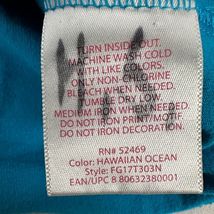 TURN INSIDE OUT.
MACHINE WASH COLD
WITH LIKE COLORS.
ONLY NON-CHLORINE
BLEACH WHEN NEEDED.
TUMBLE DRY LOW.
MEDIUM IRON WHEN NEEDED.
DO NOT IRON PRINT/MOTIF.
DO NOT IRON DECORATION.
RN# 52469
Color: HAWAIIAN OCEAN
Style: FG17T303N
EAN/UPC 8 80632380001